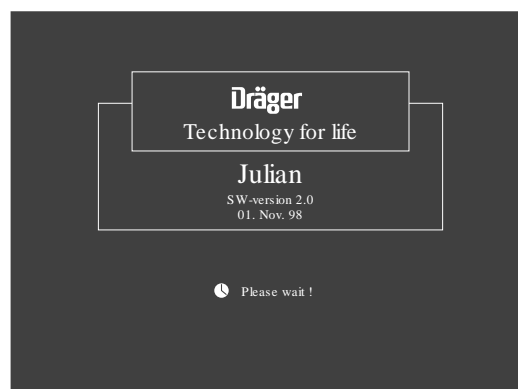 Dräger
Technology for life
Julian
SW-version 2.0
01. Nov. 98
Please wait !